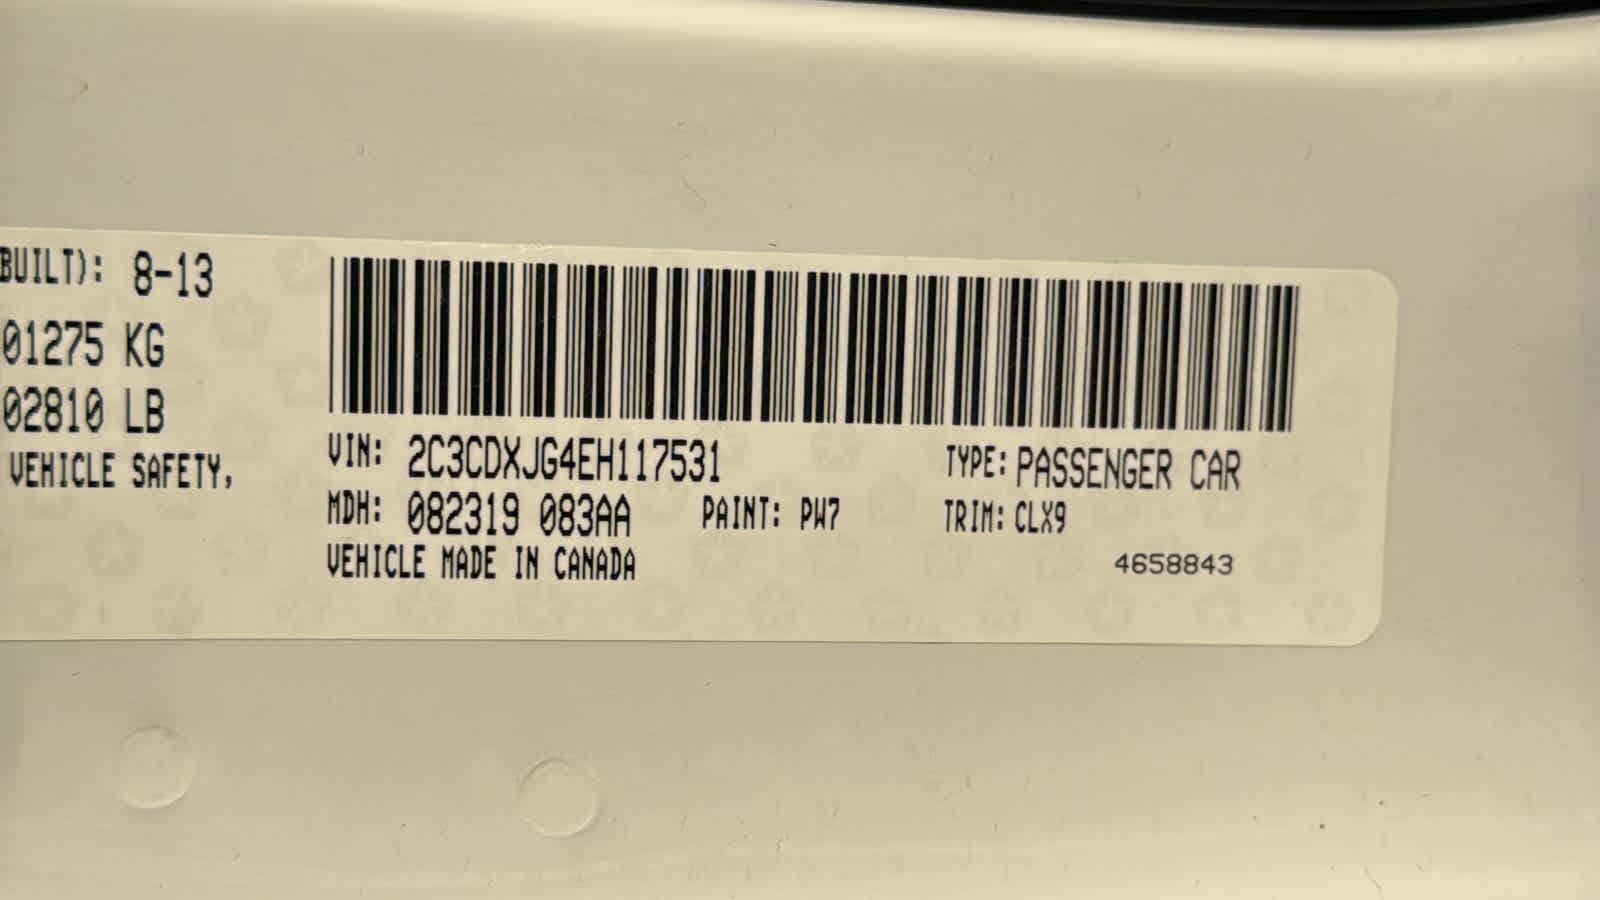 BUILT): 8-13
01275 KG
02810 LB
VEHICLE SAFETY,
VIN: 2C3CDXJG4EH117531 TYPE: PASSENGER CAR
MDH: 082319 083AA PAINT: PW7 TRIM: CLX9
VEHICLE MADE IN CANADA 4658843